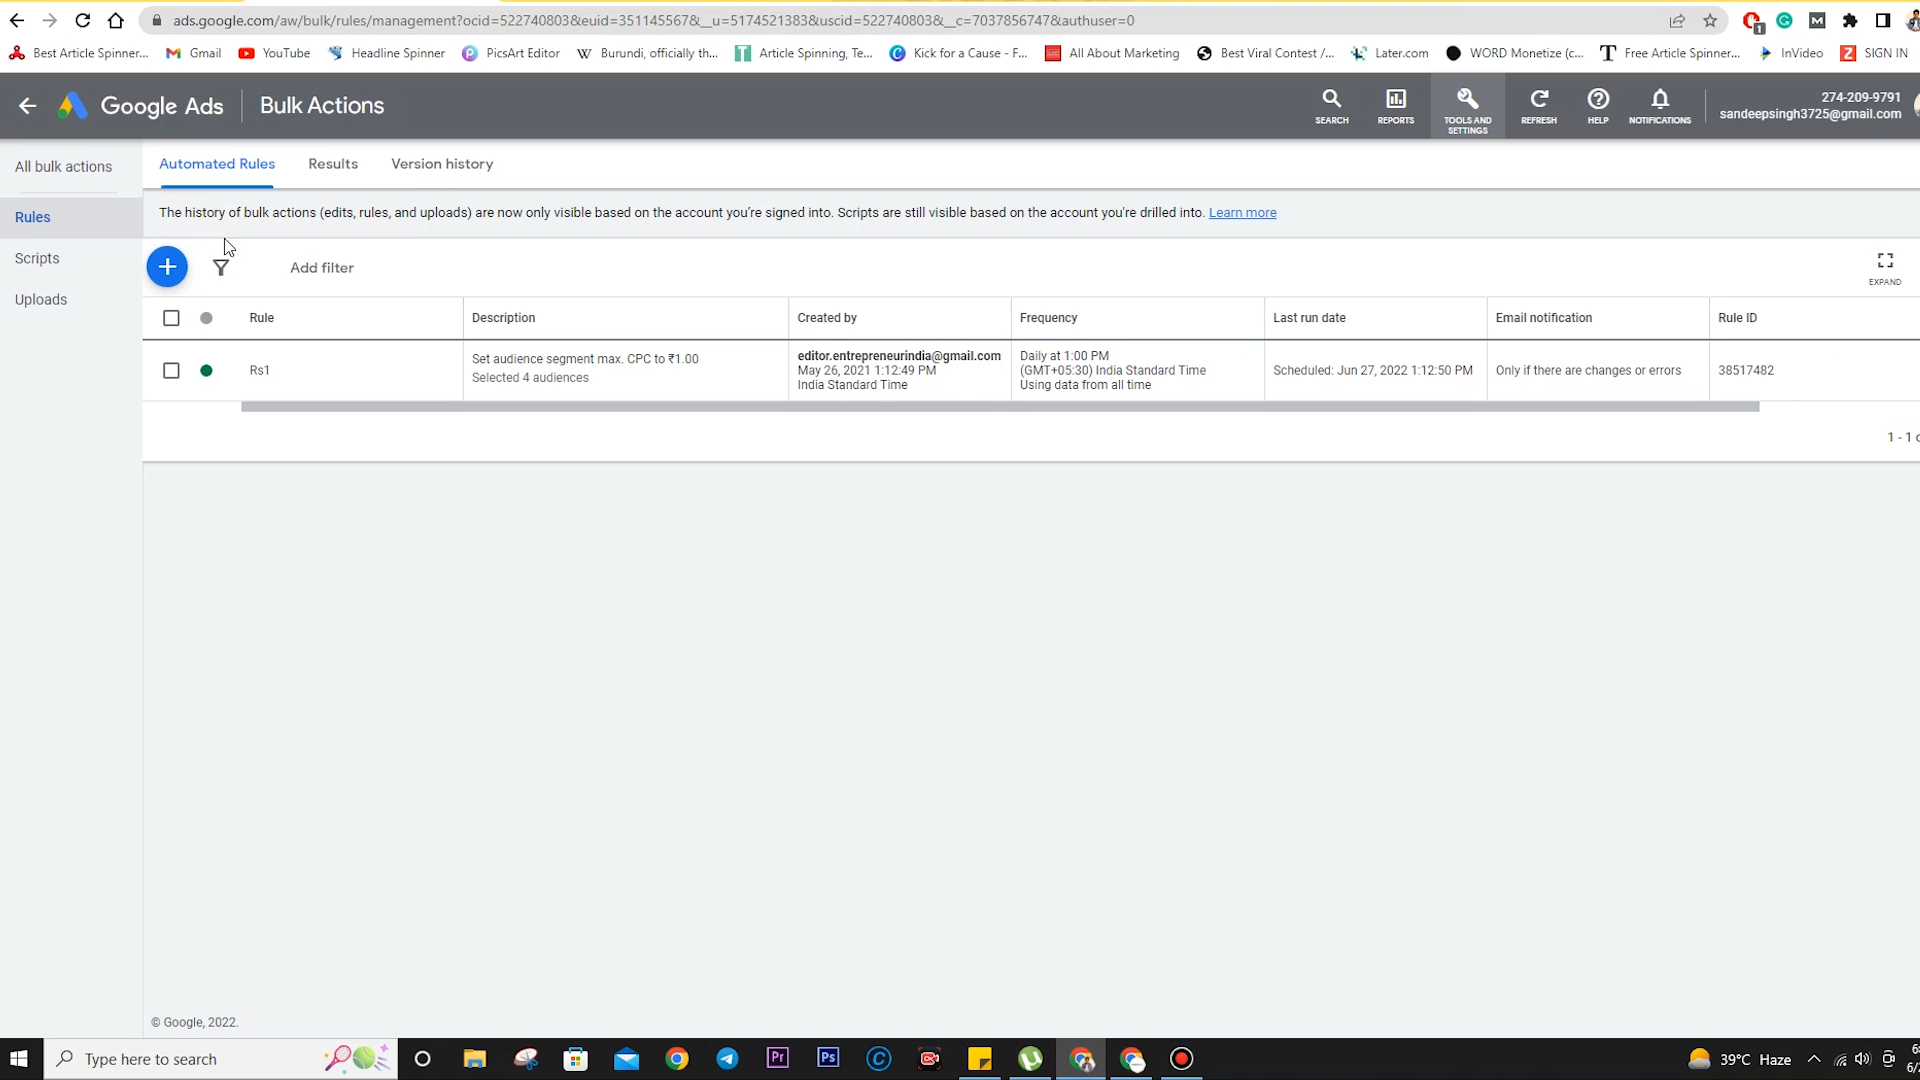 ads.google.com/aw/bulk/rules/management?ocid=522740803&euid=351145567&__u=5174521383&uscid=522740803&__c=7037856747&authuser=0
1
Best Article Spinner... Gmail YouTube Headline Spinner PicsArt Editor Burundi, officially th... Article Spinning, Te... Kick for a Cause - F... All About Marketing Best Viral Contest /... Later.com WORD Monetize (c... Free Article Spinner... InVideo SIGN IN
Google Ads Bulk Actions
SEARCH REPORTS TOOLS AND SETTINGS REFRESH HELP NOTIFICATIONS
274-209-9791
sandeepsingh3725@gmail.com
All bulk actions
Rules
Scripts
Uploads
Automated Rules Results Version history
The history of bulk actions (edits, rules, and uploads) are now only visible based on the account you're signed into. Scripts are still visible based on the account you're drilled into. Learn more
Add filter
EXPAND
Rule Description Created by Frequency Last run date Email notification Rule ID
Rs1
Set audience segment max. CPC to ₹1.00
Selected 4 audiences
editor.entrepreneurindia@gmail.com
May 26, 2021 1:12:49 PM
India Standard Time
Daily at 1:00 PM
(GMT+05:30) India Standard Time
Using data from all time
Scheduled: Jun 27, 2022 1:12:50 PM
Only if there are changes or errors
38517482
1 - 1
© Google, 2022.
Type here to search
Pr Ps
39°C Haze